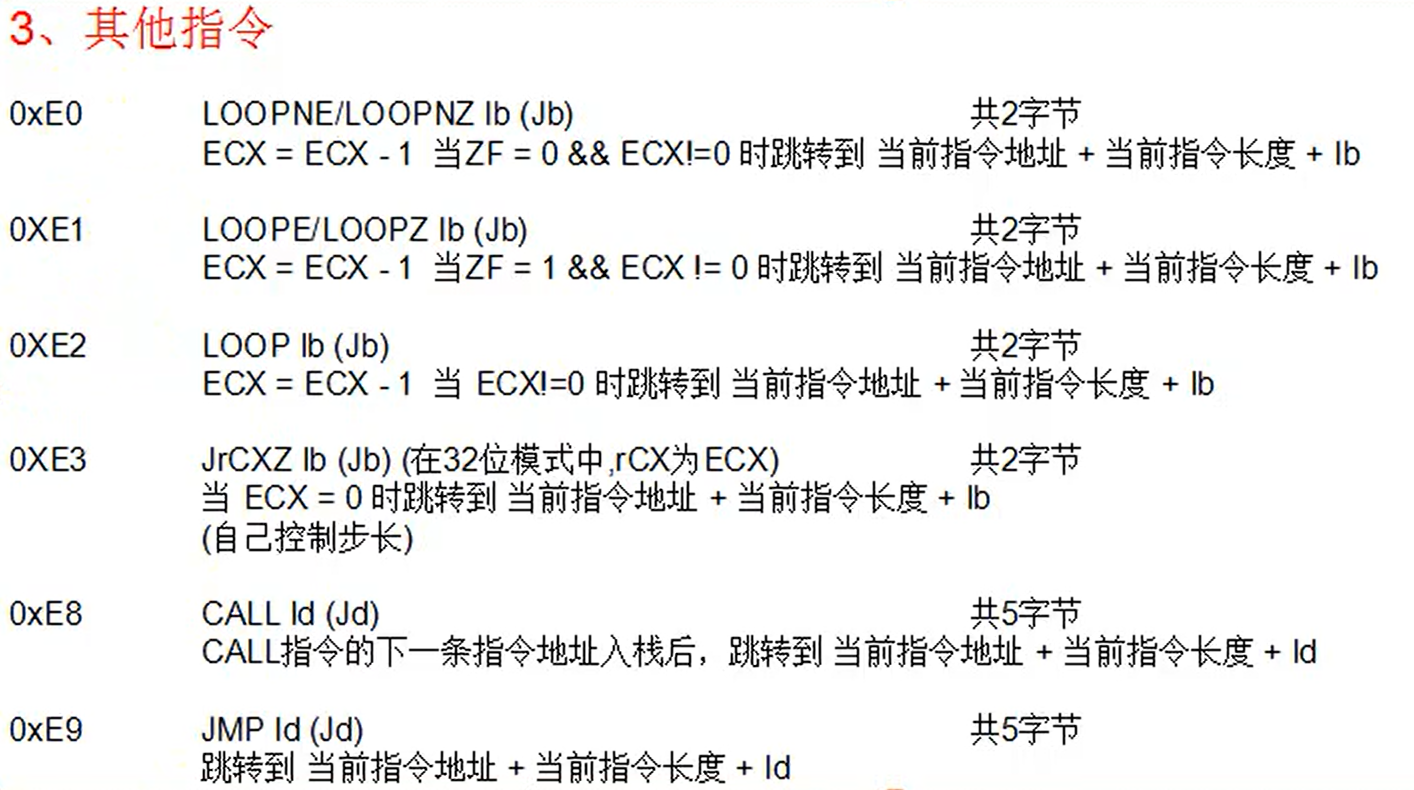 3、其他指令
0xE0 LOOPNE/LOOPNZ Ib (Jb) 共2字节
ECX = ECX - 1 当ZF = 0 && ECX!=0 时跳转到 当前指令地址 + 当前指令长度 + Ib
0XE1 LOOPE/LOOPZ Ib (Jb) 共2字节
ECX = ECX - 1 当ZF = 1 && ECX != 0 时跳转到 当前指令地址 + 当前指令长度 + Ib
0XE2 LOOP Ib (Jb) 共2字节
ECX = ECX - 1 当 ECX!=0 时跳转到 当前指令地址 + 当前指令长度 + Ib
0XE3 JrCXZ Ib (Jb) (在32位模式中,rCX为ECX) 共2字节
当 ECX = 0 时跳转到 当前指令地址 + 当前指令长度 + Ib
(自己控制步长)
0xE8 CALL Id (Jd) 共5字节
CALL指令的下一条指令地址入栈后，跳转到 当前指令地址 + 当前指令长度 + Id
0xE9 JMP Id (Jd) 共5字节
跳转到 当前指令地址 + 当前指令长度 + Id